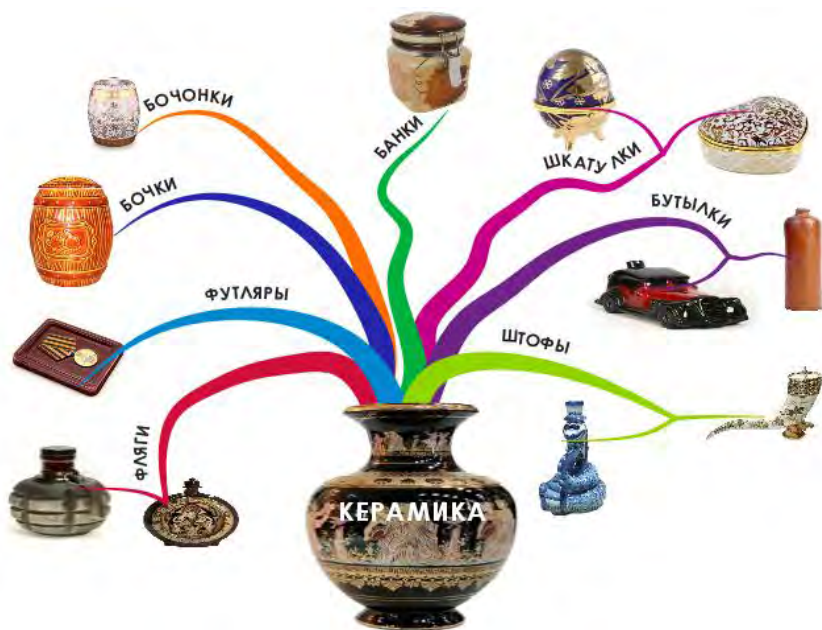 БОЧОНКИ
БАНКИ
ШКАТУЛКИ
БОЧКИ
БУТЫЛКИ
ФУТЛЯРЫ
ШТОФЫ
ФЛЯГИ
КЕРАМИКА